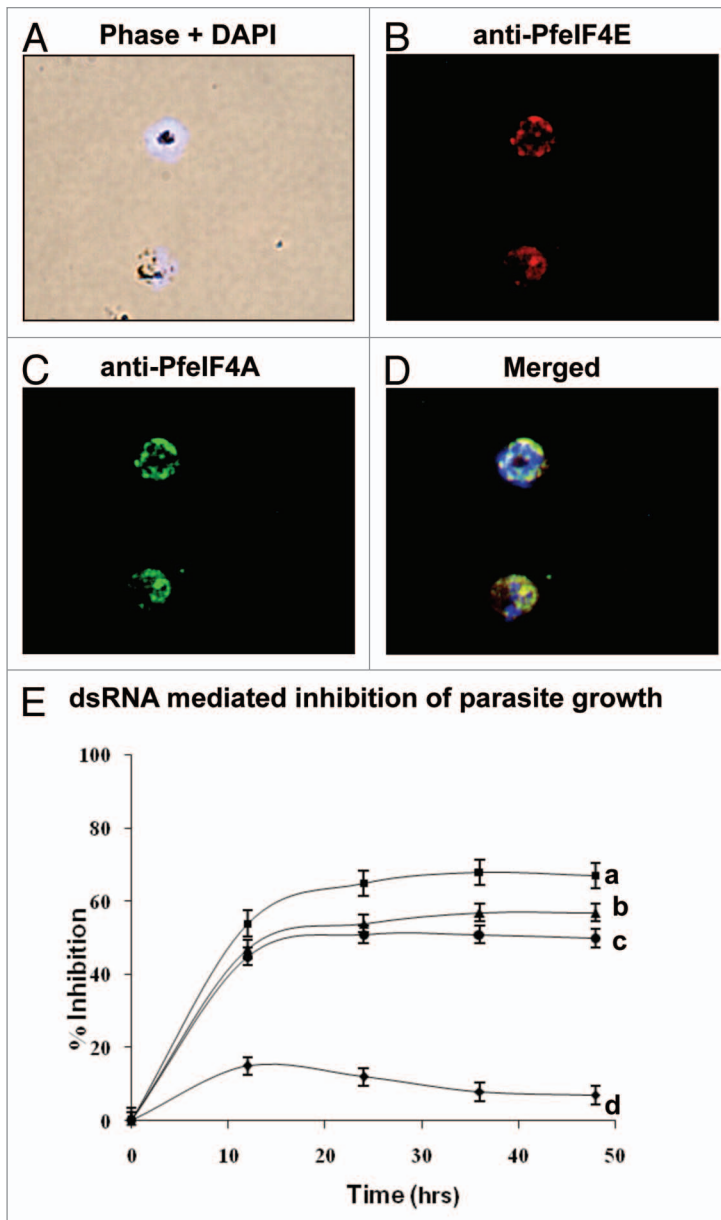 A Phase + DAPI
B anti-PfeIF4E
C anti-PfeIF4A
D Merged
E dsRNA mediated inhibition of parasite growth
100
80
60
40
20
0
% Inhibition
a
b
c
d
0 10 20 30 40 50
Time (hrs)